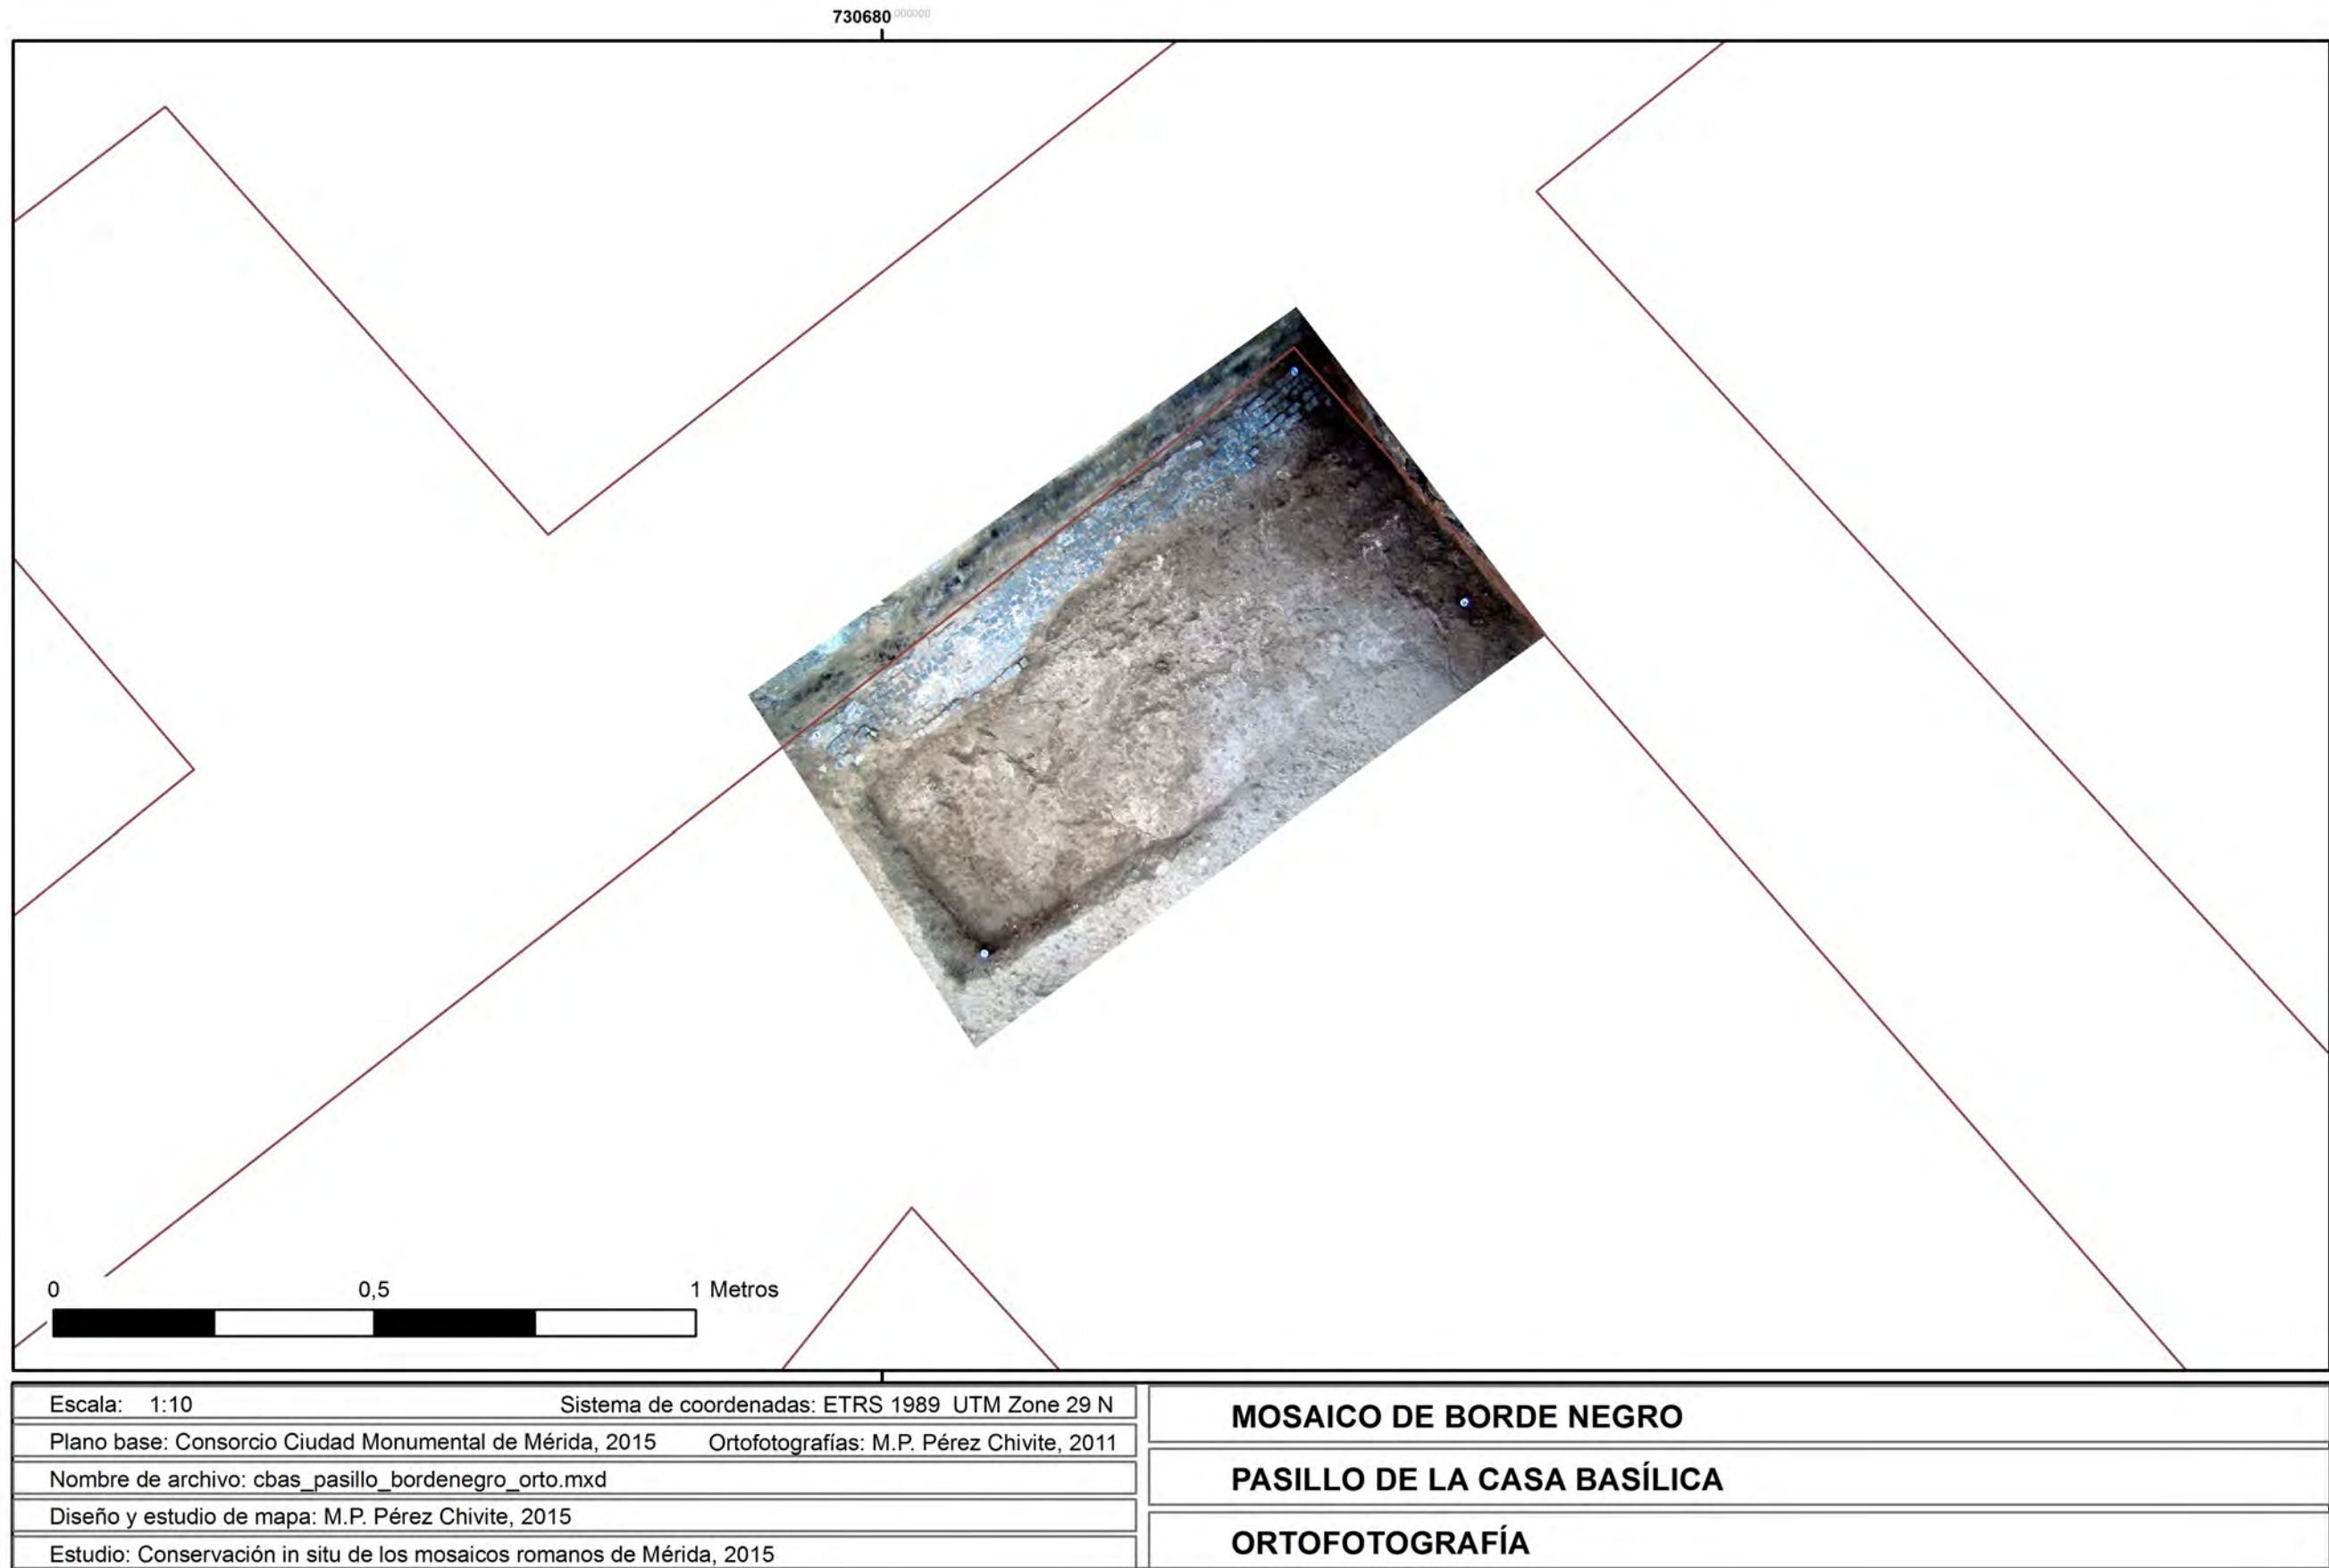 730680 000000
0 0,5 1 Metros
Escala: 1:10 Sistema de coordenadas: ETRS 1989 UTM Zone 29 N
Plano base: Consorcio Ciudad Monumental de Mérida, 2015 Ortofotografías: M.P. Pérez Chivite, 2011
Nombre de archivo: cbas_pasillo_bordenegro_orto.mxd
Diseño y estudio de mapa: M.P. Pérez Chivite, 2015
Estudio: Conservación in situ de los mosaicos romanos de Mérida, 2015
MOSAICO DE BORDE NEGRO
PASILLO DE LA CASA BASÍLICA
ORTOFOTOGRAFÍA